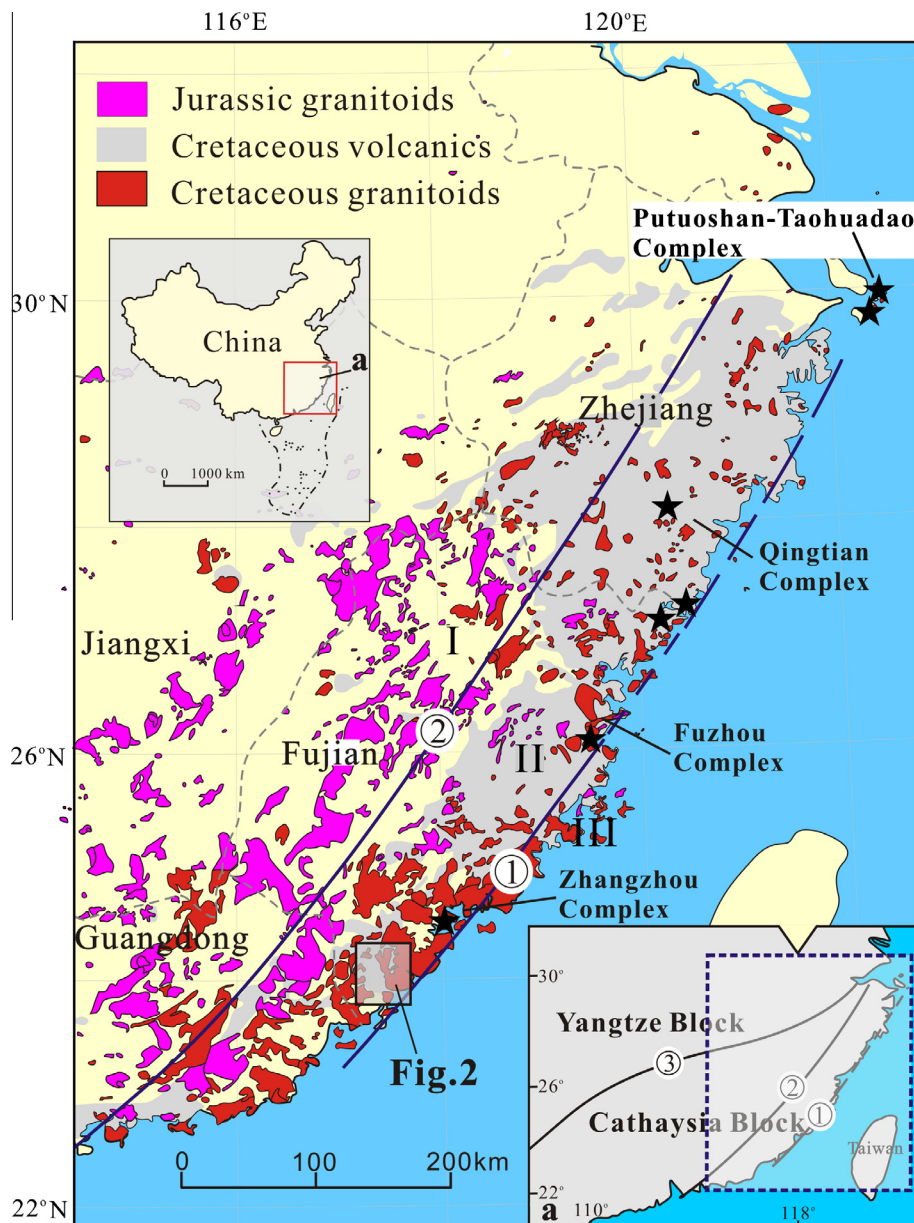 116°E
120°E
Jurassic granitoids
Cretaceous volcanics
Cretaceous granitoids
Putuoshan-Taohuadao
Complex
30°N
China
a
0 1000 km
Zhejiang
Qingtian
Complex
Jiangxi
I
②
Fujian
II
26°N
Fuzhou
Complex
III
①
Zhangzhou
Complex
Guangdong
Fig.2
0 100 200km
22°N
30°
Yangtze Block
③
26°
②
①
Cathaysia Block
Taiwan
22°
a
110°
118°